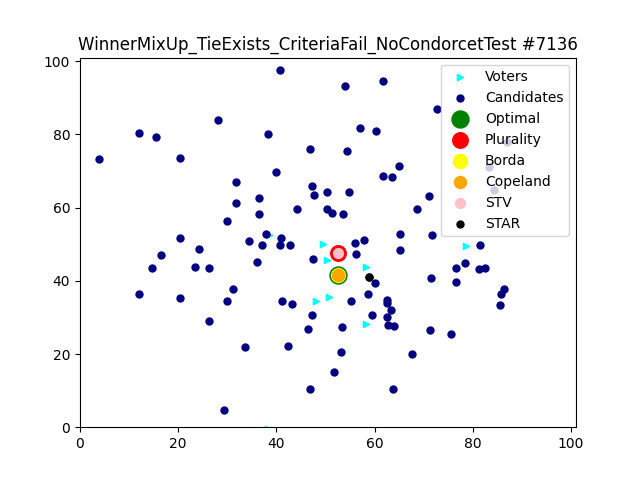 WinnerMixUp_TieExists_CriteriaFail_NoCondorcetTest #7136
100
80
60
40
20
0
0
20
40
60
80
100
Voters
Candidates
Optimal
Plurality
Borda
Copeland
STV
STAR